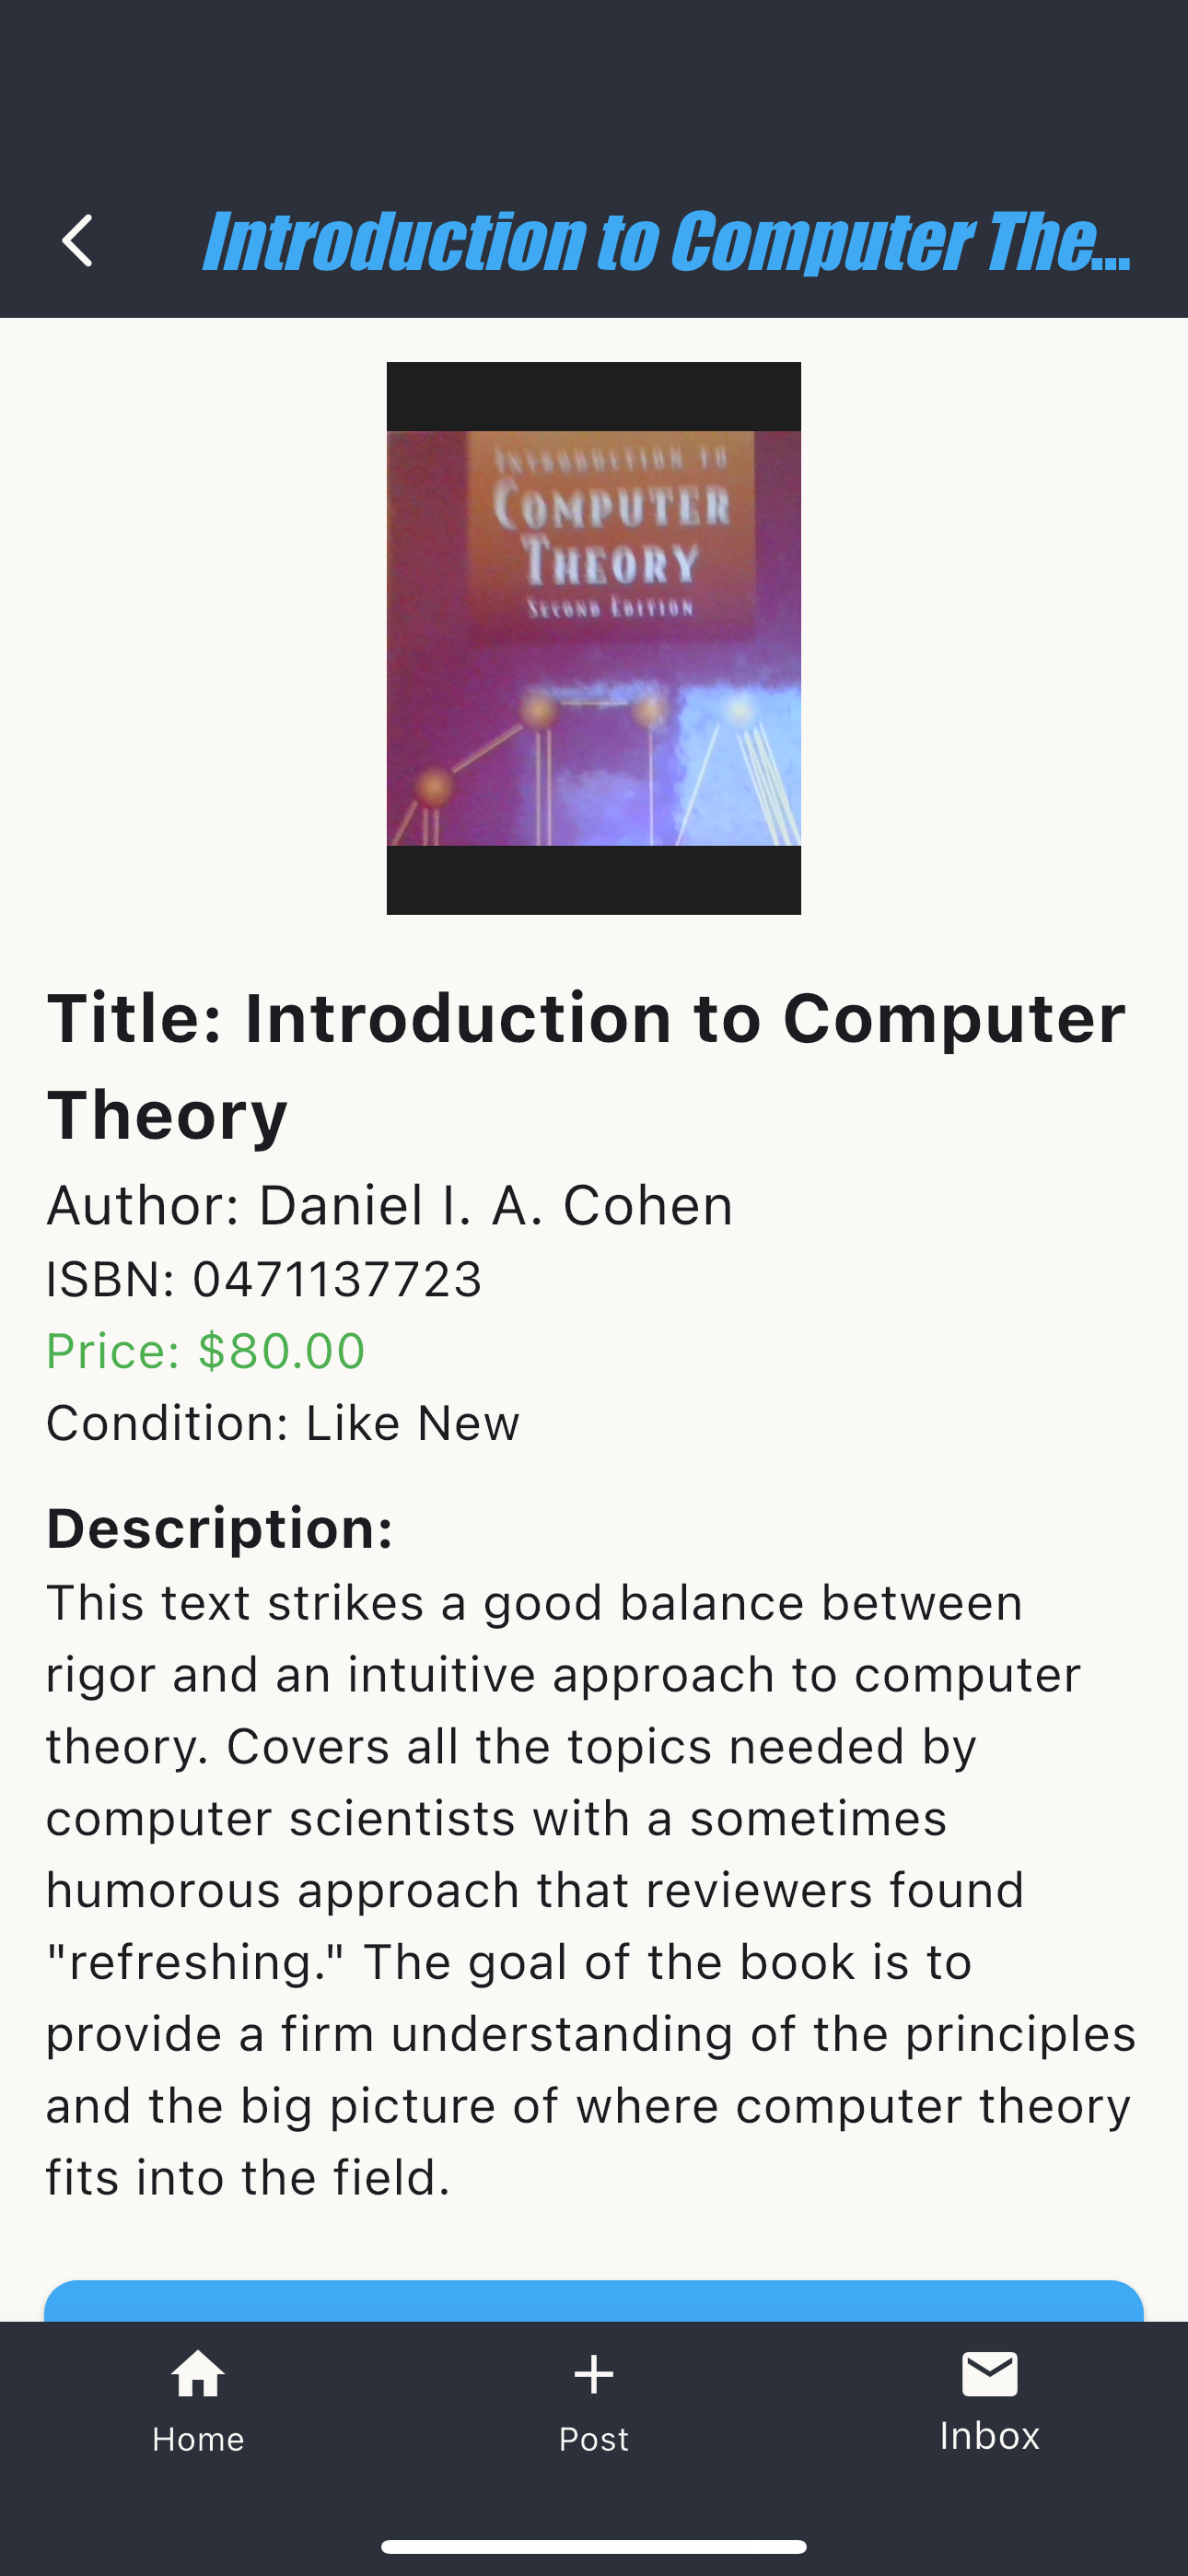 Introduction to Computer The...
INTRODUCTION TO
COMPUTER
THEORY
SECOND EDITION
Title: Introduction to Computer
Theory
Author: Daniel I. A. Cohen
ISBN: 0471137723
Price: $80.00
Condition: Like New
Description:
This text strikes a good balance between
rigor and an intuitive approach to computer
theory. Covers all the topics needed by
computer scientists with a sometimes
humorous approach that reviewers found
"refreshing." The goal of the book is to
provide a firm understanding of the principles
and the big picture of where computer theory
fits into the field.
Home
Post
Inbox